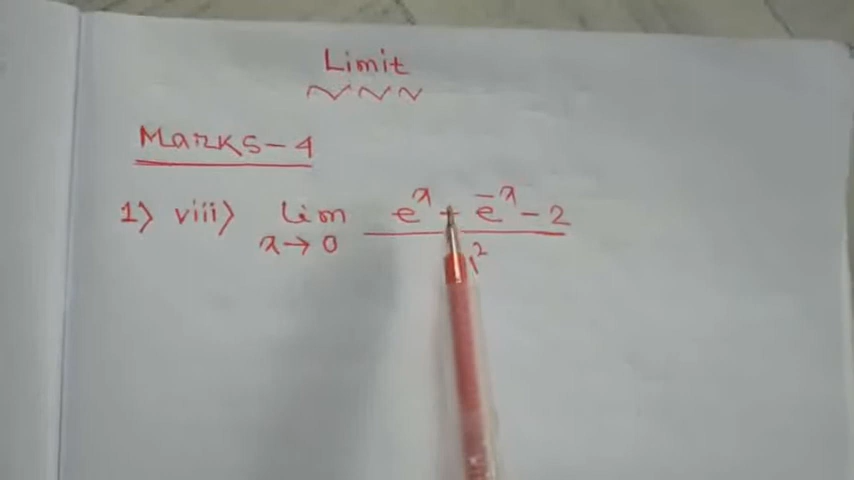 Limit
Marks-4
1) viii) lim x→0 (e^x + e^-x - 2) / x^2